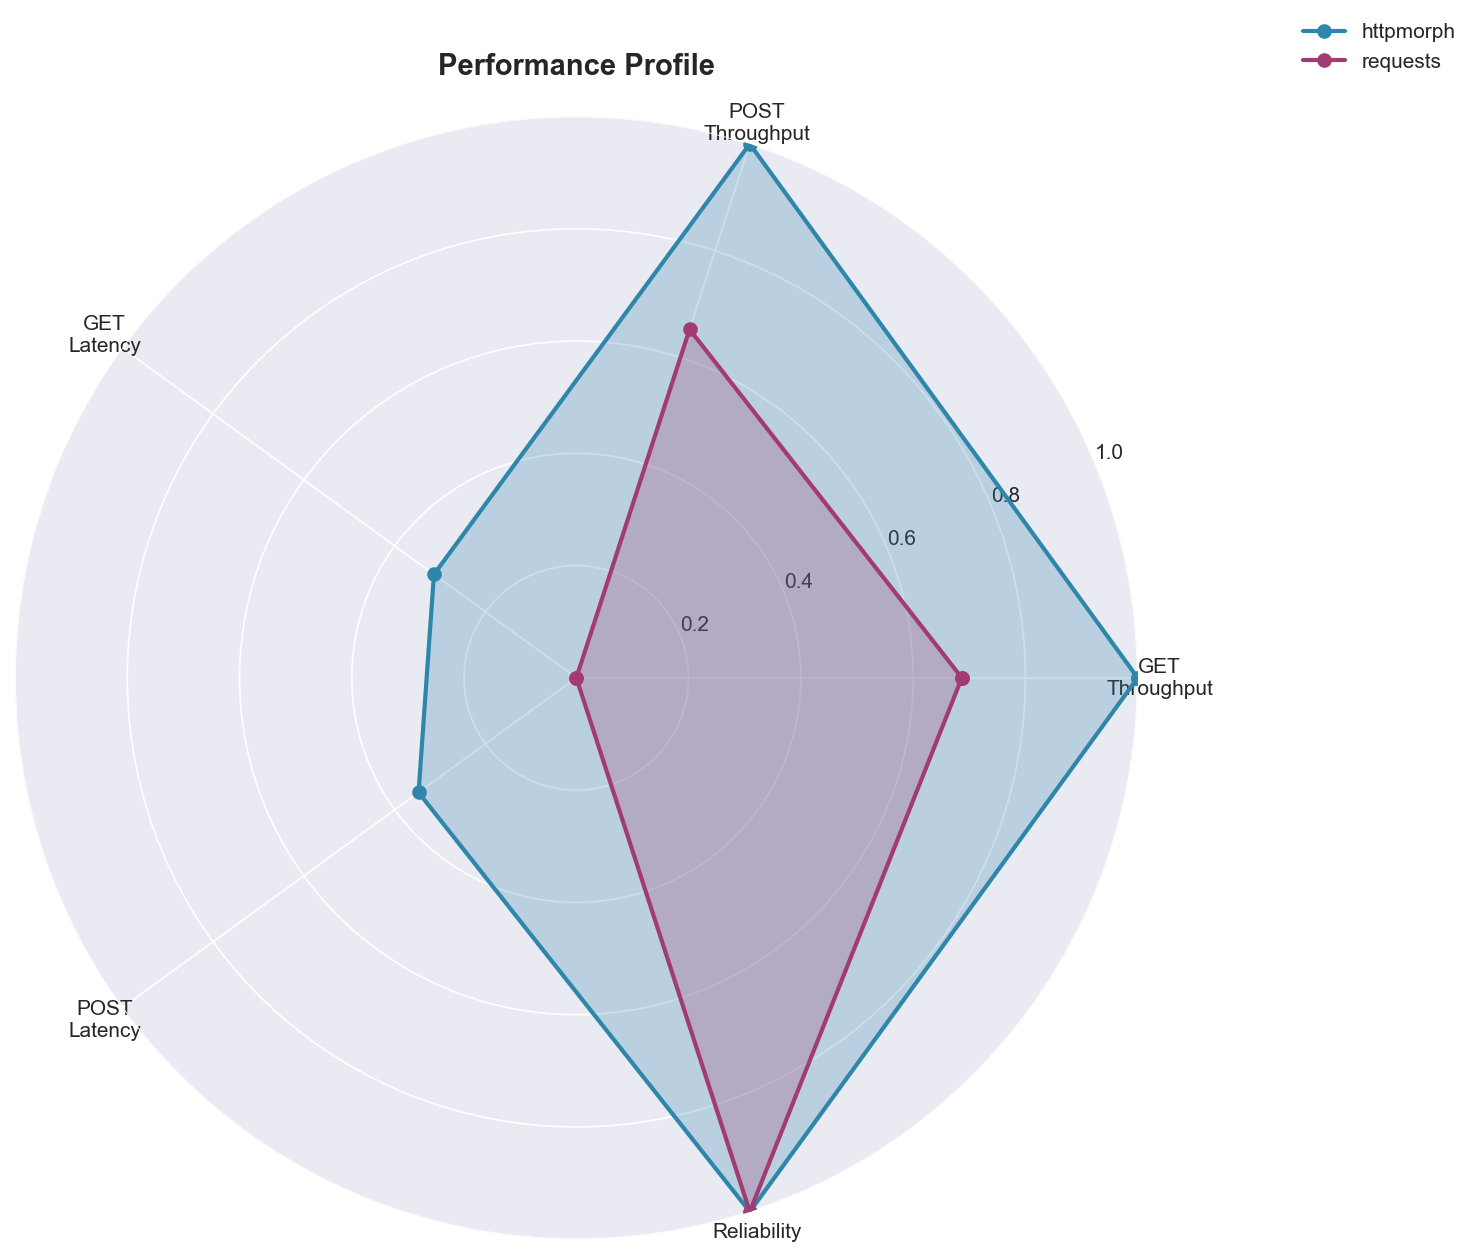 httpmorph
requests
Performance Profile
POST
Throughput
GET
Latency
1.0
0.8
0.6
0.4
0.2
GET
Throughput
POST
Latency
Reliability